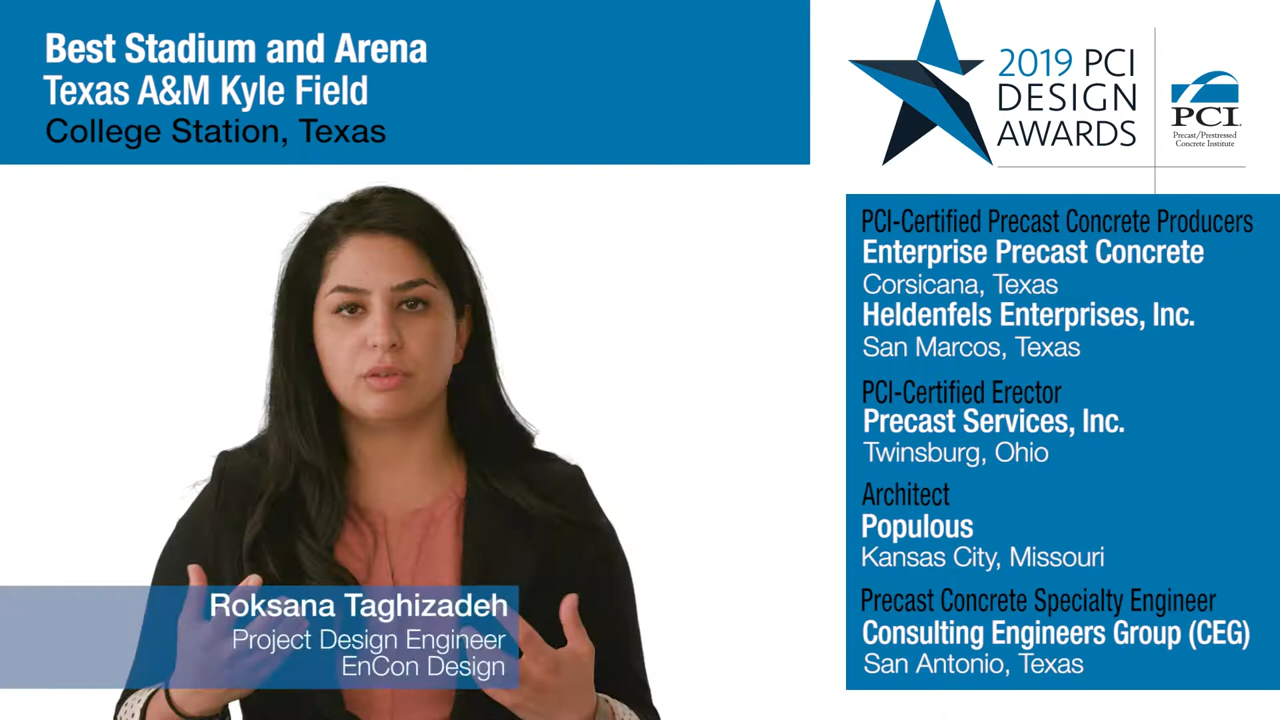 Best Stadium and Arena
Texas A&M Kyle Field
College Station, Texas
2019 PCI
DESIGN
AWARDS
PCI
Precast/Prestressed
Concrete Institute
PCI-Certified Precast Concrete Producers
Enterprise Precast Concrete
Corsicana, Texas
Heldenfels Enterprises, Inc.
San Marcos, Texas
PCI-Certified Erector
Precast Services, Inc.
Twinsburg, Ohio
Architect
Populous
Kansas City, Missouri
Precast Concrete Specialty Engineer
Consulting Engineers Group (CEG)
San Antonio, Texas
Roksana Taghizadeh
Project Design Engineer
EnCon Design